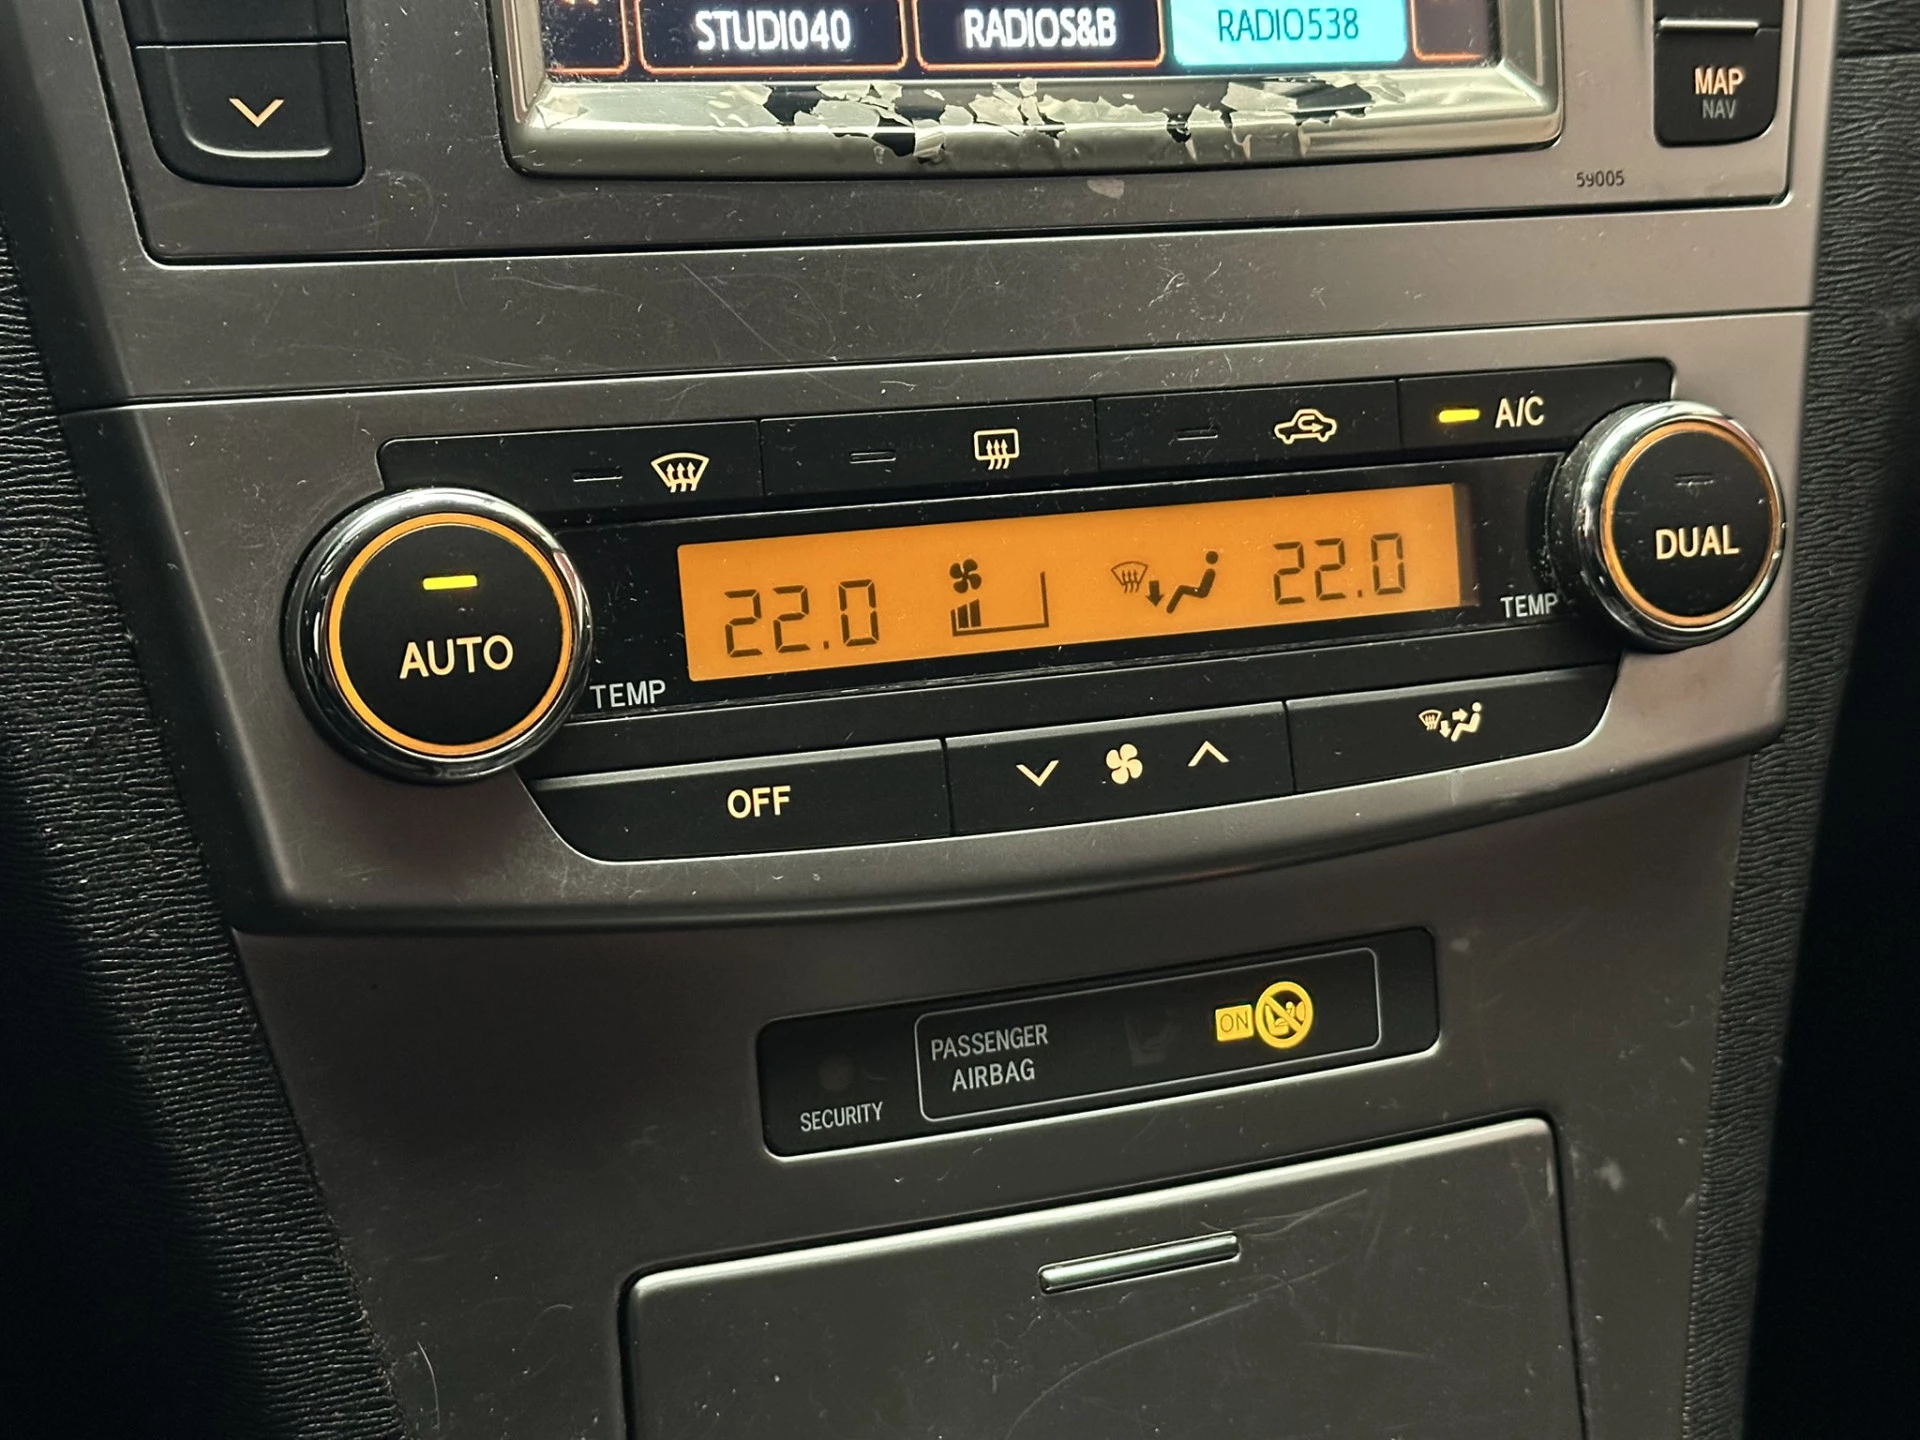 STUDIO40
RADIOS&B
RADIO538
MAP
NAV
59005
A/C
AUTO
TEMP
22.0
22.0
TEMP
DUAL
OFF
SECURITY
PASSENGER
AIRBAG
ON